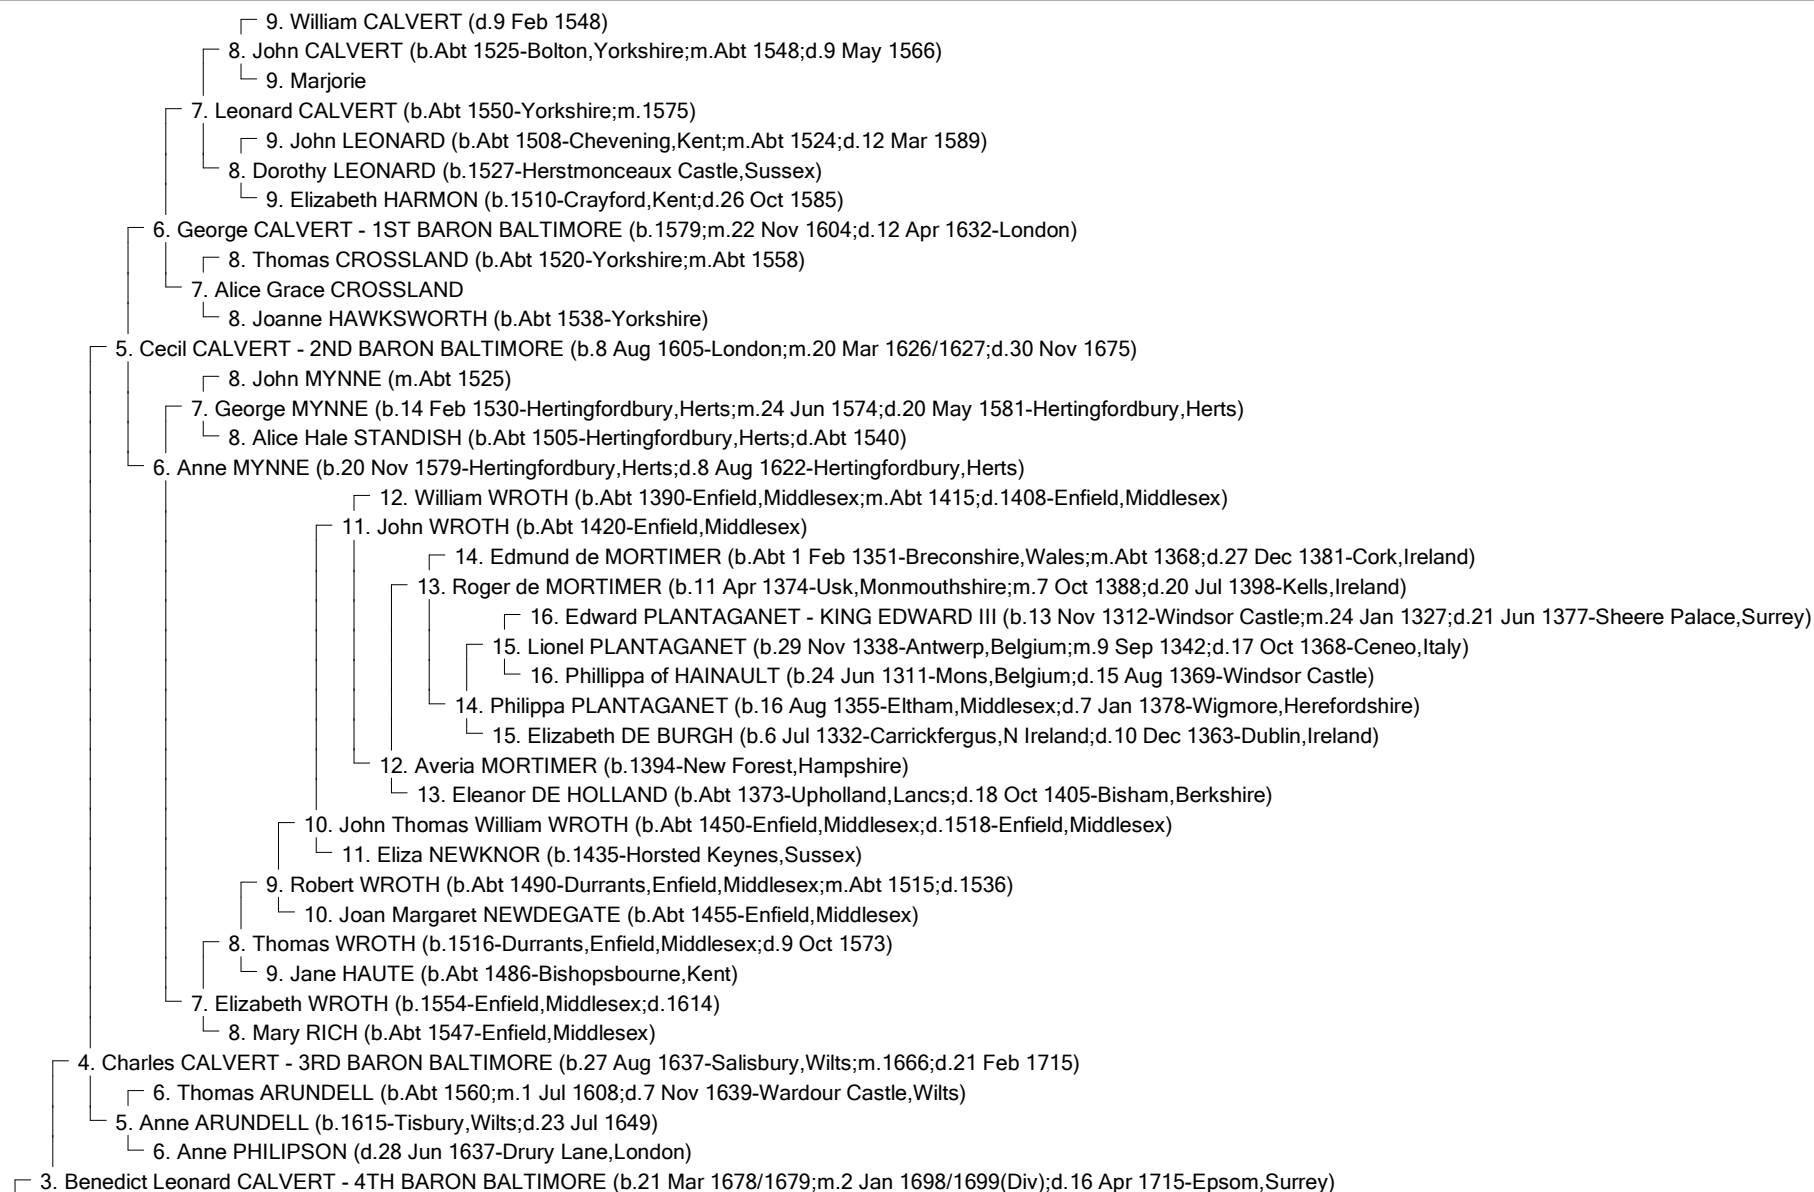 9. William CALVERT (d.9 Feb 1548)
8. John CALVERT (b.Abt 1525-Bolton,Yorkshire;m.Abt 1548;d.9 May 1566)
9. Marjorie
7. Leonard CALVERT (b.Abt 1550-Yorkshire;m.1575)
9. John LEONARD (b.Abt 1508-Chevening,Kent;m.Abt 1524;d.12 Mar 1589)
8. Dorothy LEONARD (b.1527-Herstmonceaux Castle,Sussex)
9. Elizabeth HARMON (b.1510-Crayford,Kent;d.26 Oct 1585)
6. George CALVERT - 1ST BARON BALTIMORE (b.1579;m.22 Nov 1604;d.12 Apr 1632-London)
8. Thomas CROSSLAND (b.Abt 1520-Yorkshire;m.Abt 1558)
7. Alice Grace CROSSLAND
8. Joanne HAWKSWORTH (b.Abt 1538-Yorkshire)
5. Cecil CALVERT - 2ND BARON BALTIMORE (b.8 Aug 1605-London;m.20 Mar 1626/1627;d.30 Nov 1675)
8. John MYNNE (m.Abt 1525)
7. George MYNNE (b.14 Feb 1530-Hertingfordbury,Herts;m.24 Jun 1574;d.20 May 1581-Hertingfordbury,Herts)
8. Alice Hale STANDISH (b.Abt 1505-Hertingfordbury,Herts;d.Abt 1540)
6. Anne MYNNE (b.20 Nov 1579-Hertingfordbury,Herts;d.8 Aug 1622-Hertingfordbury,Herts)
12. William WROTH (b.Abt 1390-Enfield,Middlesex;m.Abt 1415;d.1408-Enfield,Middlesex)
11. John WROTH (b.Abt 1420-Enfield,Middlesex)
14. Edmund de MORTIMER (b.Abt 1 Feb 1351-Breconshire,Wales;m.Abt 1368;d.27 Dec 1381-Cork,Ireland)
13. Roger de MORTIMER (b.11 Apr 1374-Usk,Monmouthshire;m.7 Oct 1388;d.20 Jul 1398-Kells,Ireland)
16. Edward PLANTAGANET - KING EDWARD III (b.13 Nov 1312-Windsor Castle;m.24 Jan 1327;d.21 Jun 1377-Sheere Palace,Surrey)
15. Lionel PLANTAGANET (b.29 Nov 1338-Antwerp,Belgium;m.9 Sep 1342;d.17 Oct 1368-Ceneo,Italy)
16. Phillippa of HAINAULT (b.24 Jun 1311-Mons,Belgium;d.15 Aug 1369-Windsor Castle)
14. Philippa PLANTAGANET (b.16 Aug 1355-Eltham,Middlesex;d.7 Jan 1378-Wigmore,Herefordshire)
15. Elizabeth DE BURGH (b.6 Jul 1332-Carrickfergus,N Ireland;d.10 Dec 1363-Dublin,Ireland)
12. Averia MORTIMER (b.1394-New Forest,Hampshire)
13. Eleanor DE HOLLAND (b.Abt 1373-Upholland,Lancs;d.18 Oct 1405-Bisham,Berkshire)
10. John Thomas William WROTH (b.Abt 1450-Enfield,Middlesex;d.1518-Enfield,Middlesex)
11. Eliza NEWKNOR (b.1435-Horsted Keynes,Sussex)
9. Robert WROTH (b.Abt 1490-Durrants,Enfield,Middlesex;m.Abt 1515;d.1536)
10. Joan Margaret NEWDEGATE (b.Abt 1455-Enfield,Middlesex)
8. Thomas WROTH (b.1516-Durrants,Enfield,Middlesex;d.9 Oct 1573)
9. Jane HAUTE (b.Abt 1486-Bishopsbourne,Kent)
7. Elizabeth WROTH (b.1554-Enfield,Middlesex;d.1614)
8. Mary RICH (b.Abt 1547-Enfield,Middlesex)
4. Charles CALVERT - 3RD BARON BALTIMORE (b.27 Aug 1637-Salisbury,Wilts;m.1666;d.21 Feb 1715)
6. Thomas ARUNDELL (b.Abt 1560;m.1 Jul 1608;d.7 Nov 1639-Wardour Castle,Wilts)
5. Anne ARUNDELL (b.1615-Tisbury,Wilts;d.23 Jul 1649)
6. Anne PHILIPSON (d.28 Jun 1637-Drury Lane,London)
3. Benedict Leonard CALVERT - 4TH BARON BALTIMORE (b.21 Mar 1678/1679;m.2 Jan 1698/1699(Div);d.16 Apr 1715-Epsom,Surrey)